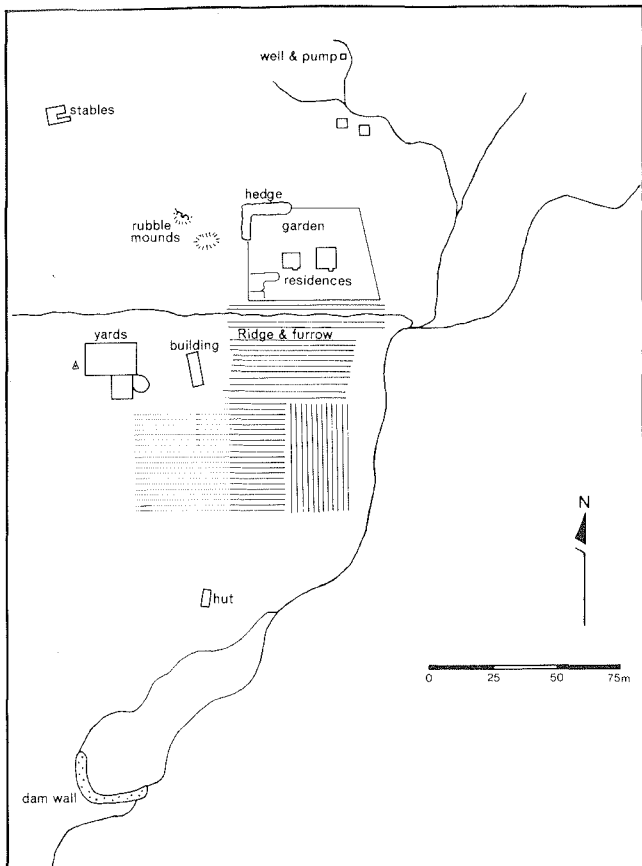 well & pump
stables
hedge
garden
rubble
mounds
residences
yards
building
Ridge & furrow
N
hut
0 25 50 75m
dam wall